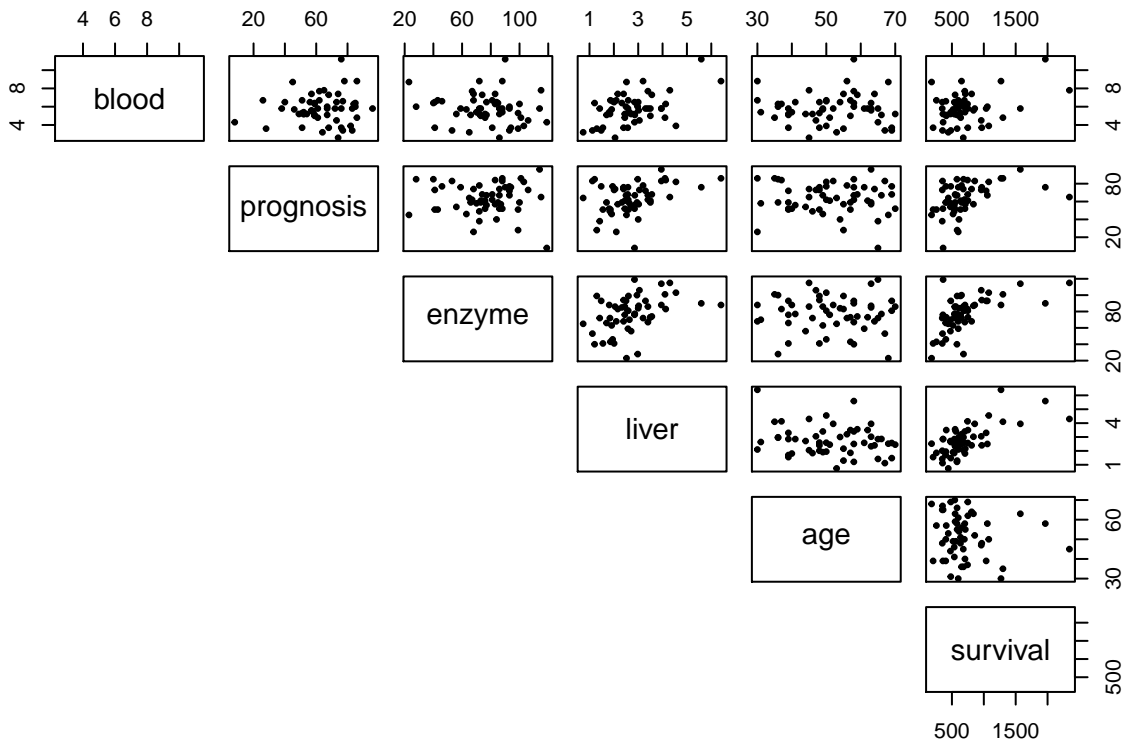 4 6 8 60 20 60 100 1 3 5 30 50 70 500 1500
4 8 blood 4 8
prognosis 20 80
enzyme 20 80
liver 1 4
age 30 60
survival 500
500 1500